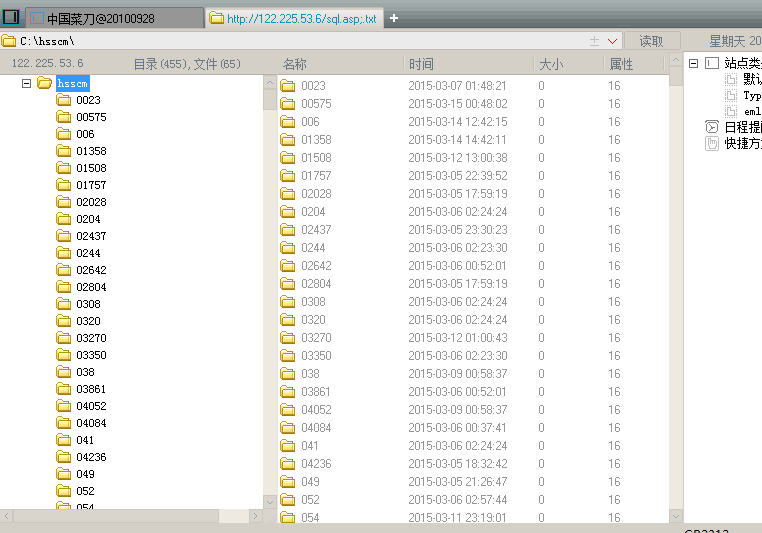 中国菜刀@20100928 http://122.225.53.6/sql.asp;.txt +
C:\hsscm\ 读取 星期天 20
122.225.53.6 目录(455),文件(65) 名称 时间 大小 属性 站点类
hsscm 0023 2015-03-07 01:48:21 0 16 默认
0023 00575 2015-03-15 00:48:02 0 16 Typ
00575 006 2015-03-14 12:42:15 0 16 eml
006 01358 2015-03-14 14:42:11 0 16 日程提醒
01358 01508 2015-03-12 13:00:38 0 16 快捷方
01508 01757 2015-03-05 22:39:52 0 16
01757 02028 2015-03-05 17:59:19 0 16
02028 0204 2015-03-06 02:24:24 0 16
0204 02437 2015-03-05 23:30:23 0 16
02437 0244 2015-03-06 02:23:30 0 16
0244 02642 2015-03-06 00:52:01 0 16
02642 02804 2015-03-05 17:59:19 0 16
02804 0308 2015-03-06 02:24:24 0 16
0308 0320 2015-03-06 02:24:24 0 16
0320 03270 2015-03-12 01:00:43 0 16
03270 03350 2015-03-06 02:23:30 0 16
03350 038 2015-03-09 00:58:37 0 16
038 03861 2015-03-06 00:52:01 0 16
03861 04052 2015-03-09 00:58:37 0 16
04052 04084 2015-03-06 00:37:41 0 16
04084 041 2015-03-06 02:24:24 0 16
041 04236 2015-03-05 18:32:42 0 16
04236 049 2015-03-05 21:26:47 0 16
049 052 2015-03-06 02:57:44 0 16
052 054 2015-03-11 23:19:01 0 16
054